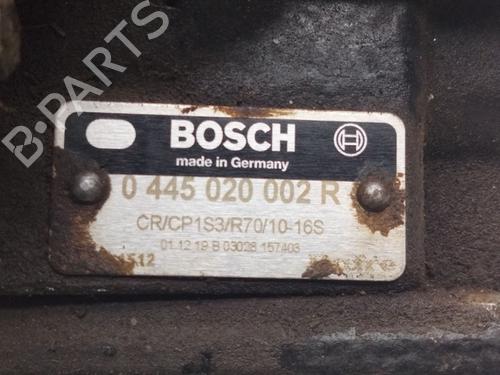 B-PARTS
BOSCH
made in Germany
0 445 020 002 R
CR/CP1S3/R70/10-16S
01.12.19 B 03028 157403
1512